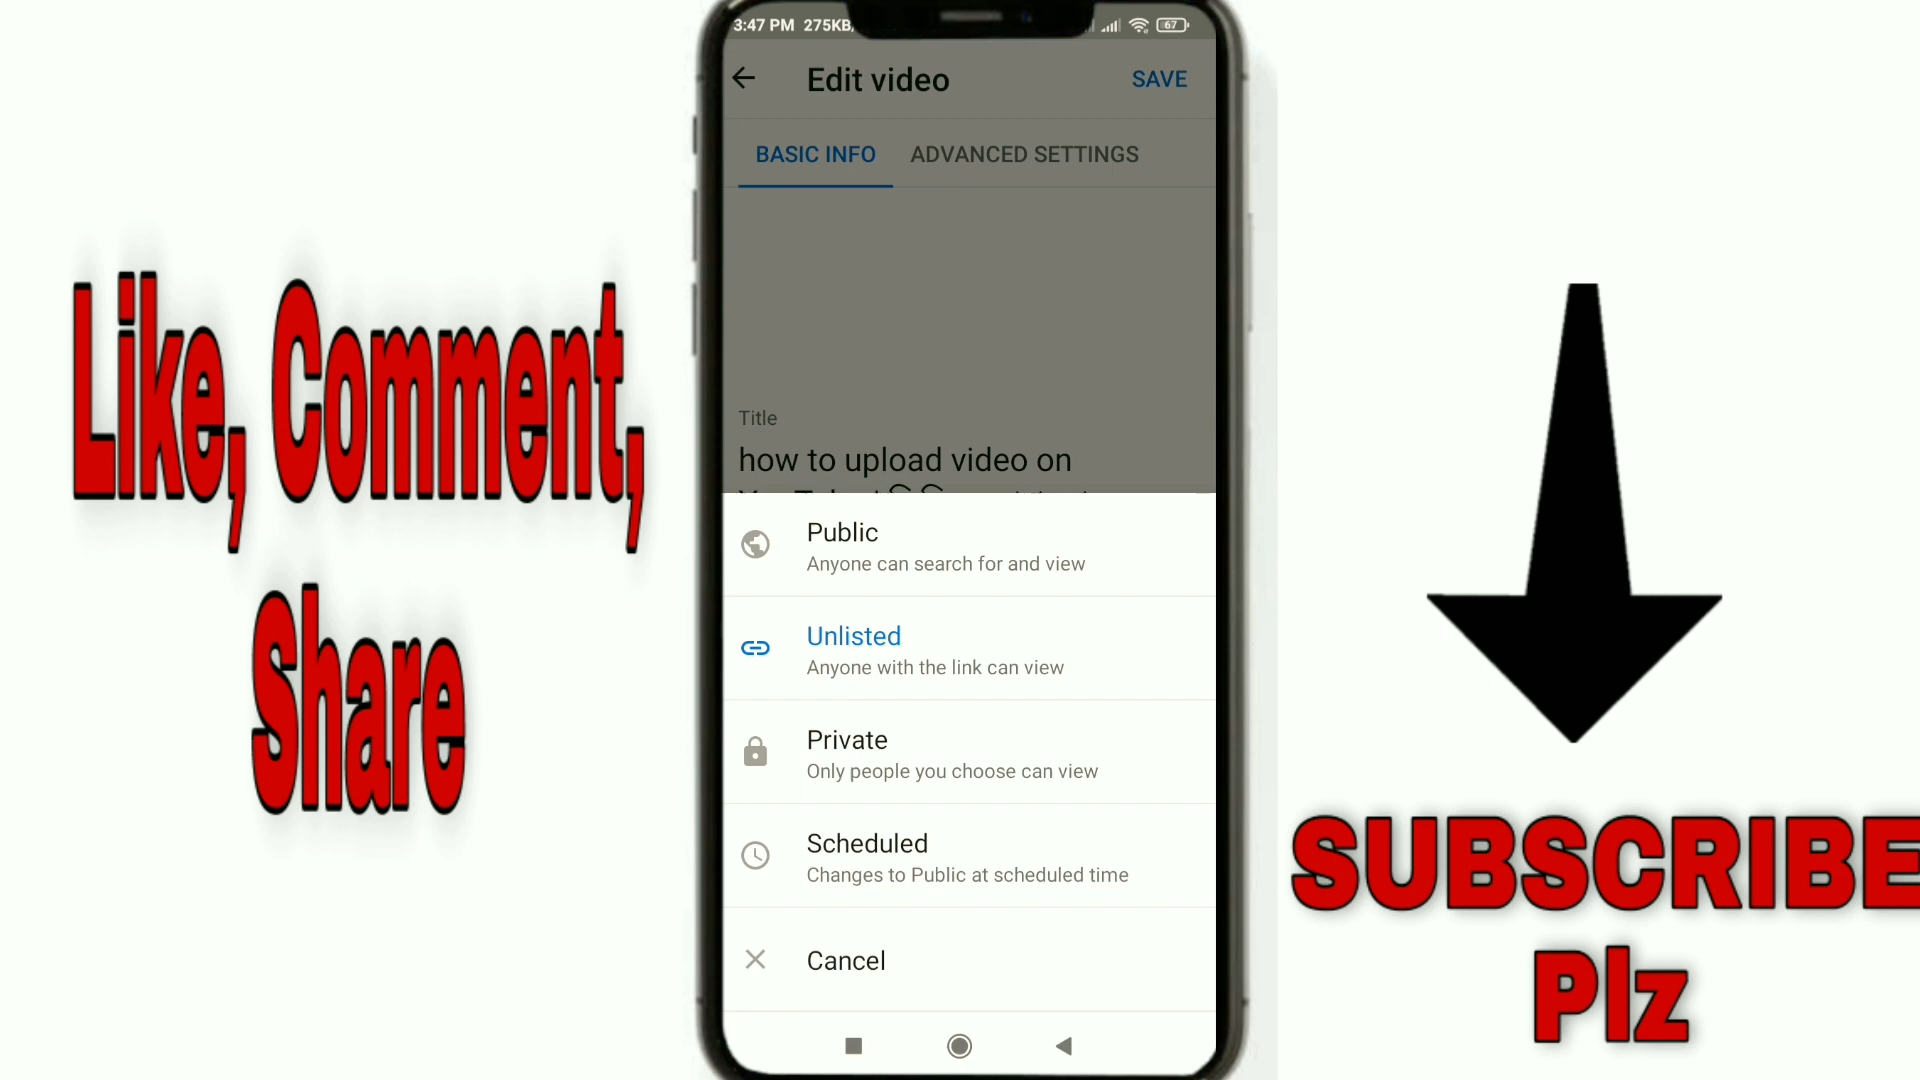 3:47 PM 275KB/
67
Edit video
SAVE
BASIC INFO
ADVANCED SETTINGS
Title
how to upload video on
Public
Anyone can search for and view
Unlisted
Anyone with the link can view
Private
Only people you choose can view
Scheduled
Changes to Public at scheduled time
Cancel
Like, Comment,
Share
SUBSCRIBE
Plz